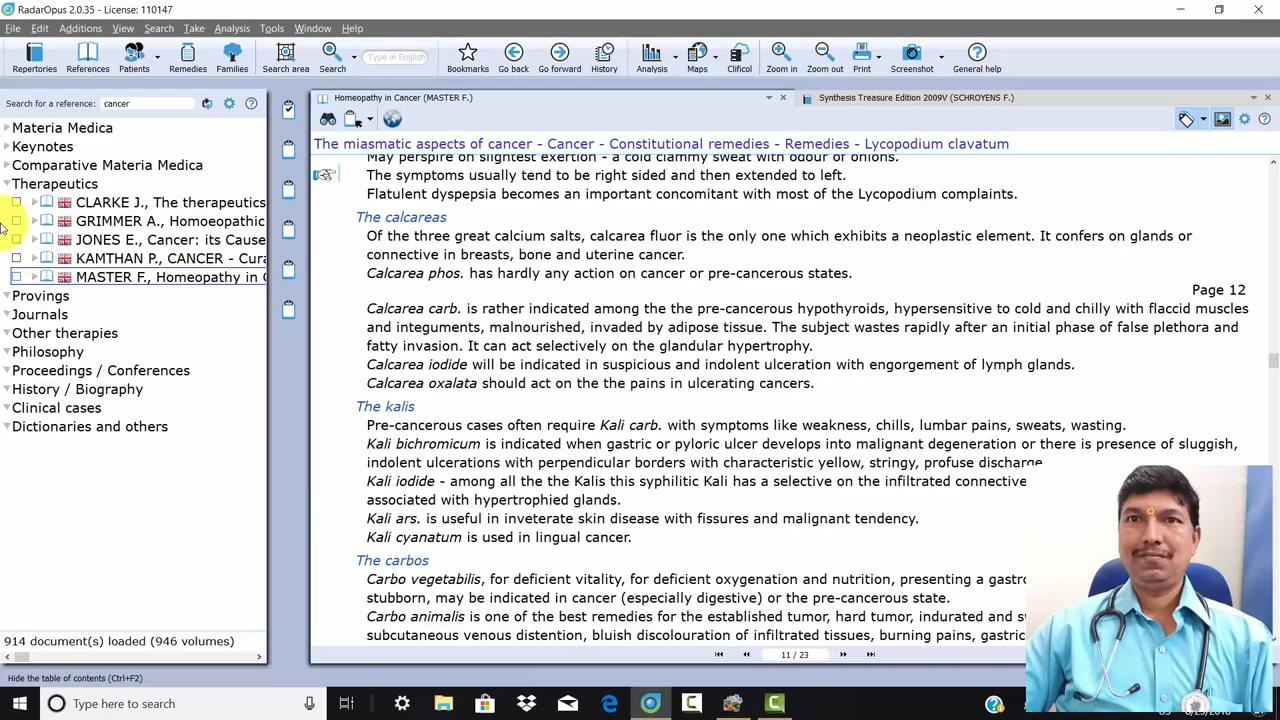 RadarOpus 2.0.35 - License: 110147
File Edit Additions View Search Take Analysis Tools Window Help
Repertories References Patients Remedies Families Search area Search Type in English Bookmarks Go back Go forward History Analysis Maps Clificol Zoom in Zoom out Print Screenshot General help
Search for a reference: cancer
Materia Medica
Keynotes
Comparative Materia Medica
Therapeutics
CLARKE J., The therapeutics
GRIMMER A., Homoeopathic
JONES E., Cancer: its Cause
KAMTHAN P., CANCER - Cura
MASTER F., Homeopathy in
Provings
Journals
Other therapies
Philosophy
Proceedings / Conferences
History / Biography
Clinical cases
Dictionaries and others
914 document(s) loaded (946 volumes)
Hide the table of contents (Ctrl+F2)
Homeopathy in Cancer (MASTER F.)
Synthesis Treasure Edition 2009V (SCHROYENS F.)
The miasmatic aspects of cancer - Cancer - Constitutional remedies - Remedies - Lycopodium clavatum
May perspire on slightest exertion - a cold clammy sweat with odour of onions.
The symptoms usually tend to be right sided and then extended to left.
Flatulent dyspepsia becomes an important concomitant with most of the Lycopodium complaints.
The calcareas
Of the three great calcium salts, calcarea fluor is the only one which exhibits a neoplastic element. It confers on glands or
connective in breasts, bone and uterine cancer.
Calcarea phos. has hardly any action on cancer or pre-cancerous states.
Page 12
Calcarea carb. is rather indicated among the the pre-cancerous hypothyroids, hypersensitive to cold and chilly with flaccid muscles
and integuments, malnourished, invaded by adipose tissue. The subject wastes rapidly after an initial phase of false plethora and
fatty invasion. It can act selectively on the glandular hypertrophy.
Calcarea iodide will be indicated in suspicious and indolent ulceration with engorgement of lymph glands.
Calcarea oxalata should act on the the pains in ulcerating cancers.
The kalis
Pre-cancerous cases often require Kali carb. with symptoms like weakness, chills, lumbar pains, sweats, wasting.
Kali bichromicum is indicated when gastric or pyloric ulcer develops into malignant degeneration or there is presence of sluggish,
indolent ulcerations with perpendicular borders with characteristic yellow, stringy, profuse discharge
Kali iodide - among all the the Kalis this syphilitic Kali has a selective on the infiltrated connective
associated with hypertrophied glands.
Kali ars. is useful in inveterate skin disease with fissures and malignant tendency.
Kali cyanatum is used in lingual cancer.
The carbos
Carbo vegetabilis, for deficient vitality, for deficient oxygenation and nutrition, presenting a gastro
stubborn, may be indicated in cancer (especially digestive) or the pre-cancerous state.
Carbo animalis is one of the best remedies for the established tumor, hard tumor, indurated and
subcutaneous venous distention, bluish discolouration of infiltrated tissues, burning pains, gastric
11 / 23
Type here to search